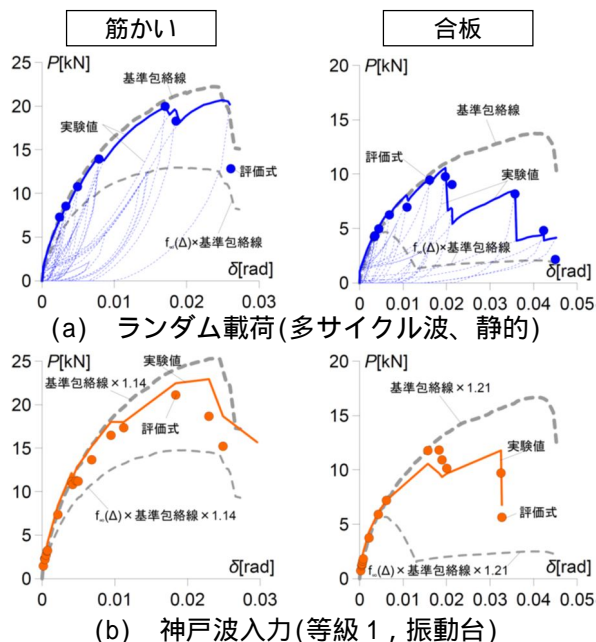 筋かい
合板
P[kN]
25
20
15
10
5
0
0
0.01
0.02
0.03
δ[rad]
基準包絡線
実験値
評価式
f∞(Δ)×基準包絡線
P[kN]
20
15
10
5
0
0
0.01
0.02
0.03
0.04
0.05
δ[rad]
基準包絡線
評価式
実験値
f∞(Δ)×基準包絡線
(a) ランダム載荷(多サイクル波、静的)
P[kN]
25
20
15
10
5
0
0
0.01
0.02
0.03
δ[rad]
実験値
基準包絡線×1.14
評価式
f∞(Δ)×基準包絡線×1.14
P[kN]
20
15
10
5
0
0
0.01
0.02
0.03
0.04
0.05
δ[rad]
基準包絡線×1.21
実験値
評価式
f∞(Δ)×基準包絡線×1.21
(b) 神戸波入力(等級1,振動台)